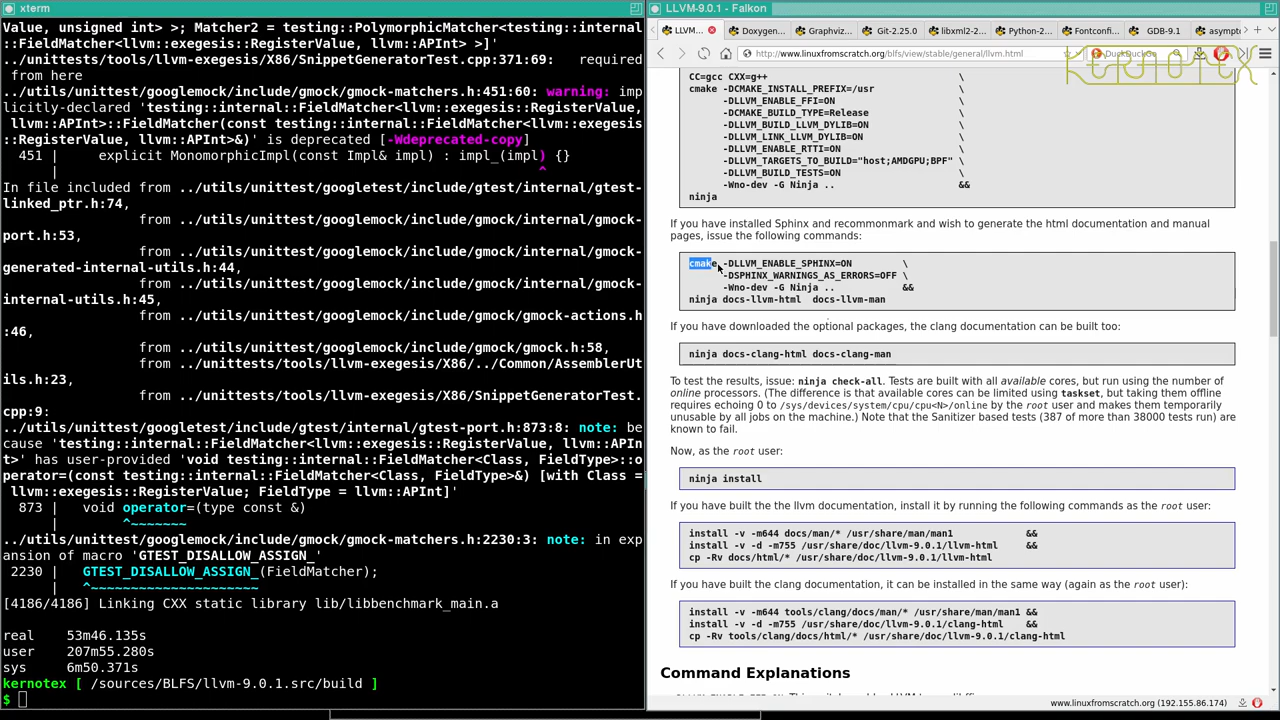 xterm
Value, unsigned int> >; Matcher2 = testing::PolymorphicMatcher<testing::internal
::FieldMatcher<llvm::exegesis::RegisterValue, llvm::APInt> >]'
../unittests/tools/llvm-exegesis/X86/SnippetGeneratorTest.cpp:371:69:   required
from here
../utils/unittest/googlemock/include/gmock/gmock-matchers.h:451:60: warning: imp
licitly-declared 'testing::internal::FieldMatcher<llvm::exegesis::RegisterValue,
llvm::APInt>::FieldMatcher(const testing::internal::FieldMatcher<llvm::exegesis
::RegisterValue, llvm::APInt>&)' is deprecated [-Wdeprecated-copy]
451 |     explicit MonomorphicImpl(const Impl& impl) : impl_(impl) {}
|                                                            ^
In file included from ../utils/unittest/googletest/include/gtest/internal/gtest-
linked_ptr.h:74,
from ../utils/unittest/googlemock/include/gmock/internal/gmock-
port.h:53,
from ../utils/unittest/googlemock/include/gmock/gmock-
generated-internal-utils.h:44,
from ../utils/unittest/googlemock/include/gmock/gmock-
internal-utils.h:45,
from ../utils/unittest/googlemock/include/gmock/gmock-actions.h
:46,
from ../utils/unittest/googlemock/include/gmock/gmock.h:58,
from ../unittests/tools/llvm-exegesis/X86/../Common/AssemblerUt
ils.h:23,
from ../unittests/tools/llvm-exegesis/X86/SnippetGeneratorTest.
cpp:9:
../utils/unittest/googletest/include/gtest/internal/gtest-port.h:873:8: note: be
cause 'testing::internal::FieldMatcher<llvm::exegesis::RegisterValue, llvm::APIn
t>' has user-provided 'void testing::internal::FieldMatcher<Class, FieldType>::o
perator=(const testing::internal::FieldMatcher<Class, FieldType>&) [with Class =
llvm::exegesis::RegisterValue; FieldType = llvm::APInt]'
873 |   void operator=(type const &)
|        ^~~~~~~~
../utils/unittest/googlemock/include/gmock/gmock-matchers.h:2230:3: note: in exp
ansion of macro 'GTEST_DISALLOW_ASSIGN_'
2230 |   GTEST_DISALLOW_ASSIGN_(FieldMatcher);
|   ^~~~~~~~~~~~~~~~~~~~~~
[4186/4186] Linking CXX static library lib/libbenchmark_main.a
real    53m46.135s
user    207m55.280s
sys     6m50.371s
kernotex [ /sources/BLFS/llvm-9.0.1.src/build ]
$
LLVM-9.0.1 - Falkon
LLVM... Doxygen... Graphviz... Git-2.25.0 libxml2-... Python-2... Fontconfi... GDB-9.1 asympt
http://www.linuxfromscratch.org/blfs/view/stable/general/llvm.html
DuckDuckGo
KERNOTEX
CC=gcc CXX=g++ \
cmake -DCMAKE_INSTALL_PREFIX=/usr \
-DLLVM_ENABLE_FFI=ON \
-DCMAKE_BUILD_TYPE=Release \
-DLLVM_BUILD_LLVM_DYLIB=ON \
-DLLVM_LINK_LLVM_DYLIB=ON \
-DLLVM_ENABLE_RTTI=ON \
-DLLVM_TARGETS_TO_BUILD="host;AMDGPU;BPF" \
-DLLVM_BUILD_TESTS=ON \
-Wno-dev -G Ninja .. &&
ninja
If you have installed Sphinx and recommonmark and wish to generate the html documentation and manual
pages, issue the following commands:
cmake -DLLVM_ENABLE_SPHINX=ON \
-DSPHINX_WARNINGS_AS_ERRORS=OFF \
-Wno-dev -G Ninja .. &&
ninja docs-llvm-html  docs-llvm-man
If you have downloaded the optional packages, the clang documentation can be built too:
ninja docs-clang-html docs-clang-man
To test the results, issue: ninja check-all. Tests are built with all available cores, but run using the number of
online processors. (The difference is that available cores can be limited using taskset, but taking them offline
requires echoing 0 to /sys/devices/system/cpu/cpu<N>/online by the root user and makes them temporarily
unusable by all jobs on the machine.) Note that the Sanitizer based tests (387 of more than 38000 tests run) are
known to fail.
Now, as the root user:
ninja install
If you have built the the llvm documentation, install it by running the following commands as the root user:
install -v -m644 docs/man/* /usr/share/man/man1 &&
install -v -d -m755 /usr/share/doc/llvm-9.0.1/llvm-html &&
cp -Rv docs/html/* /usr/share/doc/llvm-9.0.1/llvm-html
If you have built the clang documentation, it can be installed in the same way (again as the root user):
install -v -m644 tools/clang/docs/man/* /usr/share/man/man1 &&
install -v -d -m755 /usr/share/doc/llvm-9.0.1/clang-html &&
cp -Rv tools/clang/docs/html/* /usr/share/doc/llvm-9.0.1/clang-html
Command Explanations
www.linuxfromscratch.org (192.155.86.174)